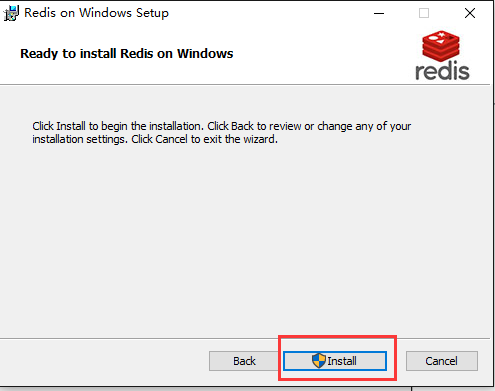 Redis on Windows Setup
Ready to install Redis on Windows
redis
Click Install to begin the installation. Click Back to review or change any of your
installation settings. Click Cancel to exit the wizard.
Back
Install
Cancel